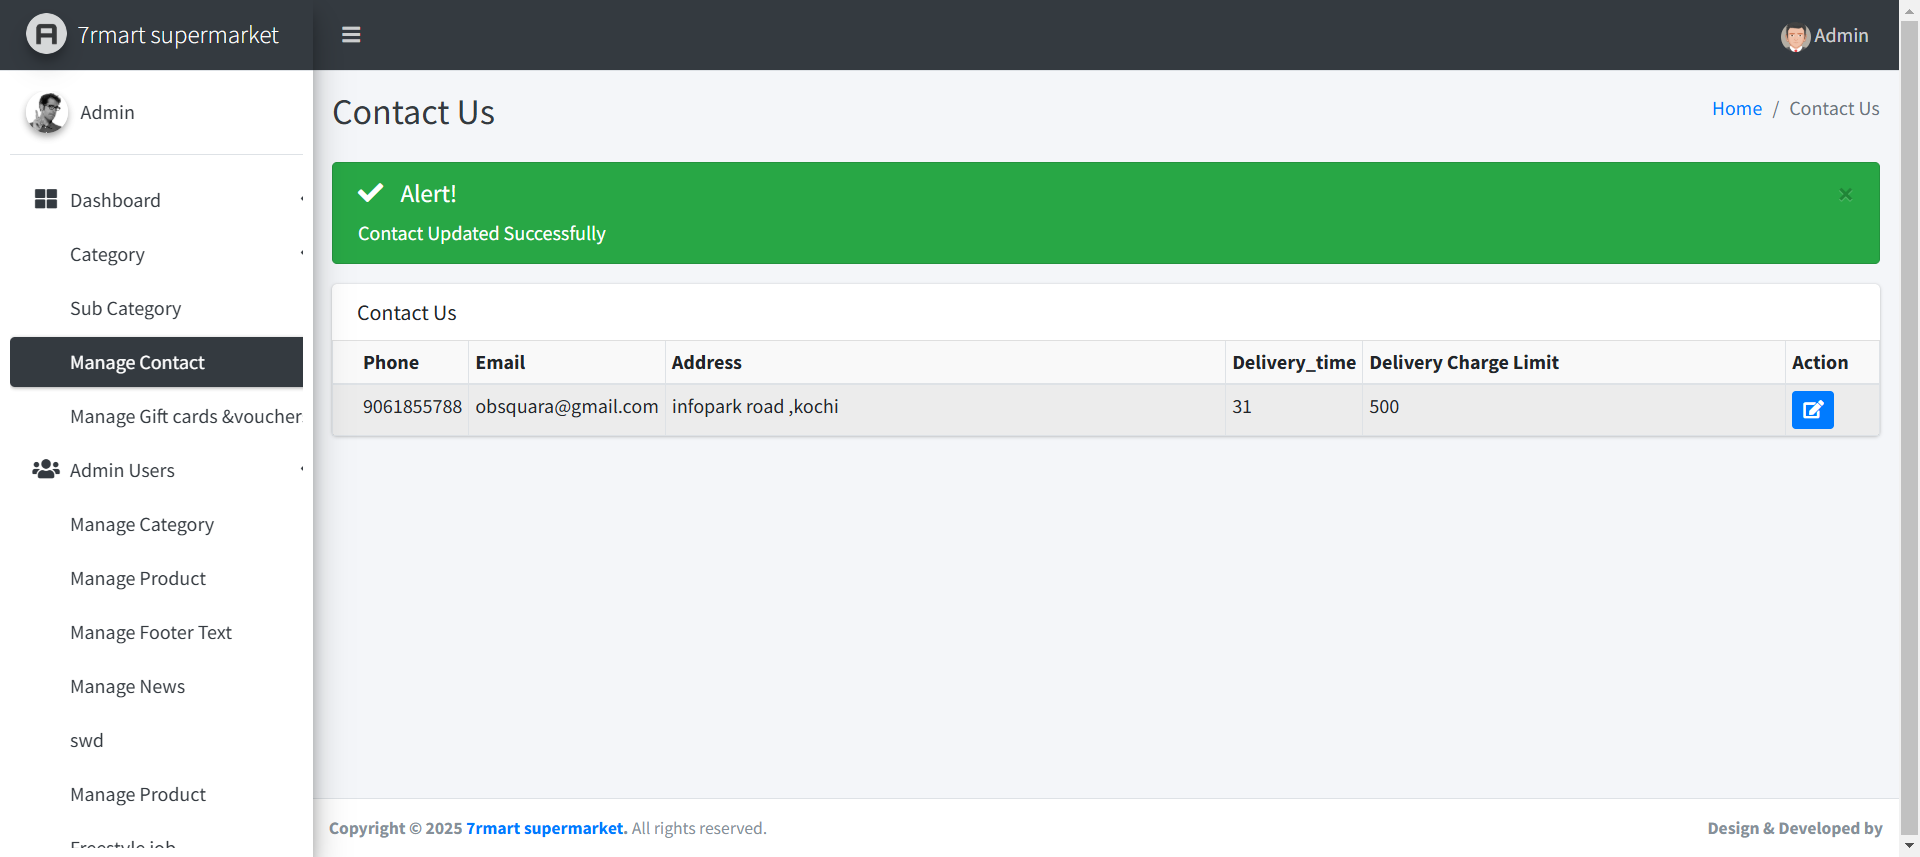 7rmart supermarket
Admin
Admin
Dashboard
Category
Sub Category
Manage Contact
Manage Gift cards &voucher
Admin Users
Manage Category
Manage Product
Manage Footer Text
Manage News
swd
Manage Product
Freestyle job
Contact Us
Home / Contact Us
Alert!
×
Contact Updated Successfully
Contact Us
Phone Email Address Delivery_time Delivery Charge Limit Action
9061855788 obsquara@gmail.com infopark road ,kochi 31 500
Copyright © 2025 7rmart supermarket. All rights reserved.
Design & Developed by